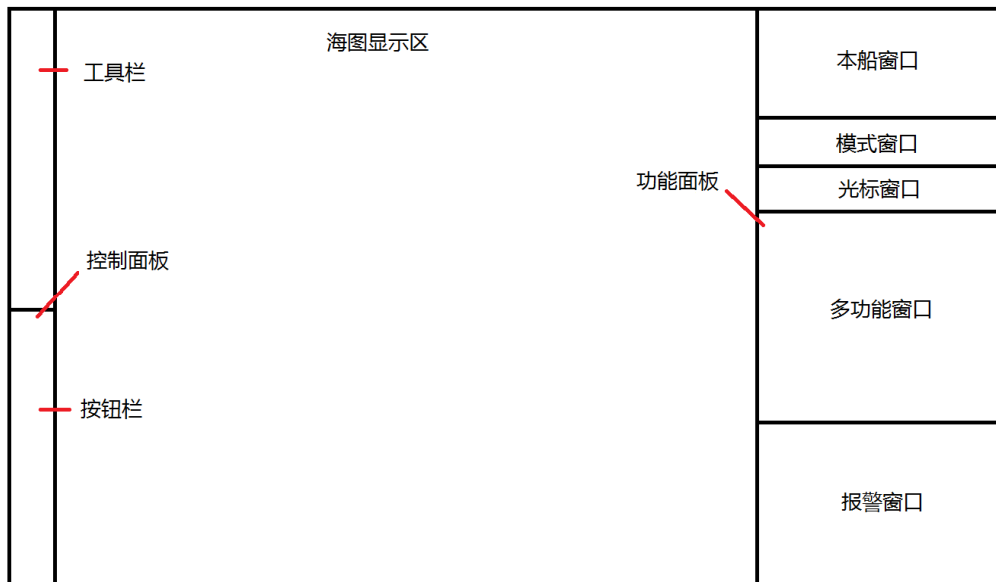 海图显示区
本船窗口
工具栏
模式窗口
功能面板
光标窗口
控制面板
多功能窗口
按钮栏
报警窗口